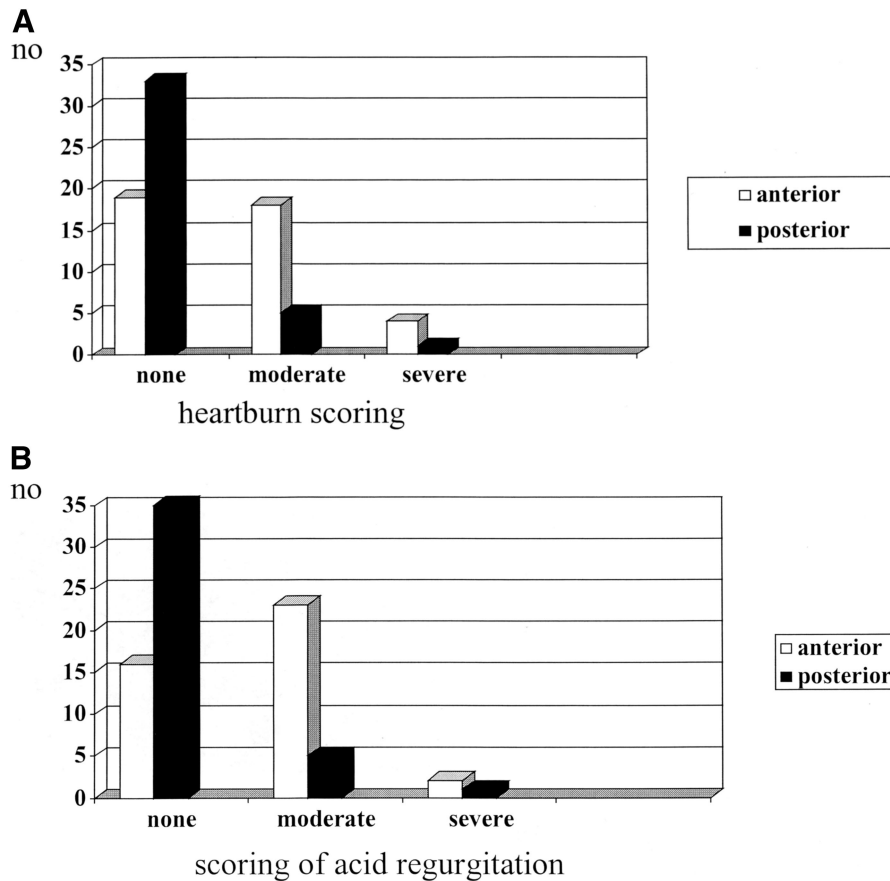 A
no
35
30
25
20
15
10
5
0
none moderate severe
heartburn scoring
anterior
posterior
B
no
35
30
25
20
15
10
5
0
none moderate severe
scoring of acid regurgitation
anterior
posterior